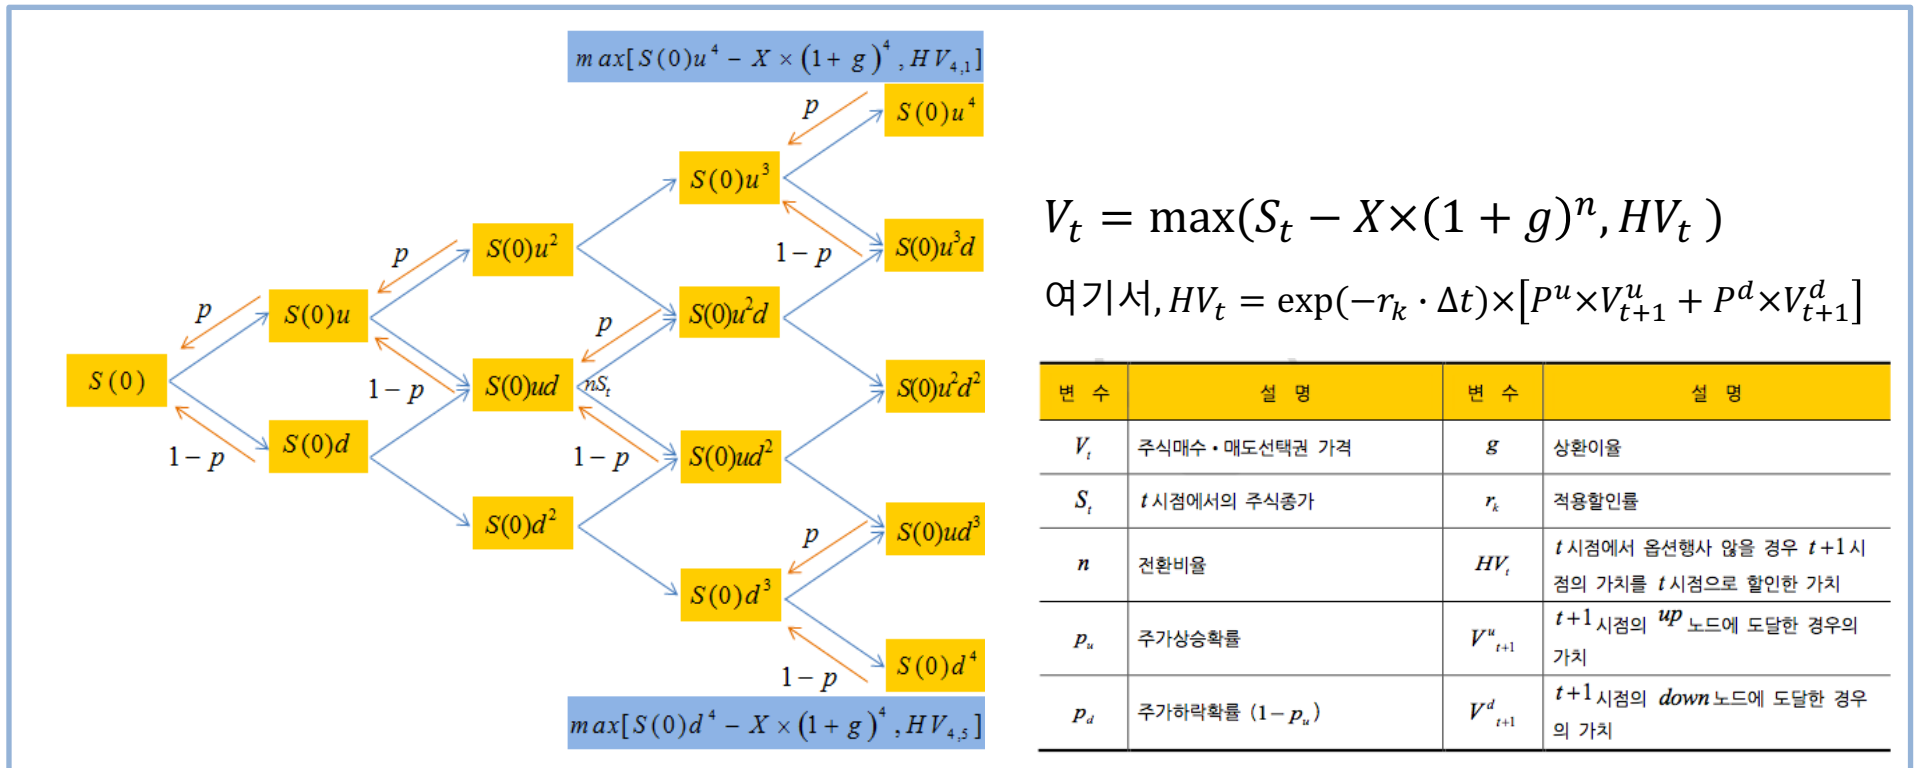 max[S(0)u⁴ − X × (1 + g)⁴, HV₄,₁]
p
S(0)u⁴
S(0)u³
p
S(0)u²
1 − p
S(0)u³d
p
S(0)u
p
S(0)u²d
S(0)
1 − p
S(0)ud
nSₜ
S(0)u²d²
1 − p
S(0)d
1 − p
S(0)ud²
S(0)d²
p
S(0)ud³
S(0)d³
1 − p
S(0)d⁴
max[S(0)d⁴ − X × (1 + g)⁴, HV₄,₅]
Vₜ = max(Sₜ − X×(1 + g)ⁿ, HVₜ )
여기서, HVₜ = exp(−rₖ · Δt)×[Pᵘ×Vᵘₜ₊₁ + Pᵈ×Vᵈₜ₊₁]
변 수 설 명 변 수 설 명
Vₜ 주식매수・매도선택권 가격 g 상환이율
Sₜ t 시점에서의 주식종가 rₖ 적용할인률
n 전환비율 HVₜ t 시점에서 옵션행사 않을 경우 t+1 시
점의 가치를 t 시점으로 할인한 가치
pᵤ 주가상승확률 Vᵘₜ₊₁ t+1 시점의 up 노드에 도달한 경우의
가치
p_d 주가하락확률 (1−pᵤ) Vᵈₜ₊₁ t+1 시점의 down 노드에 도달한 경우
의 가치